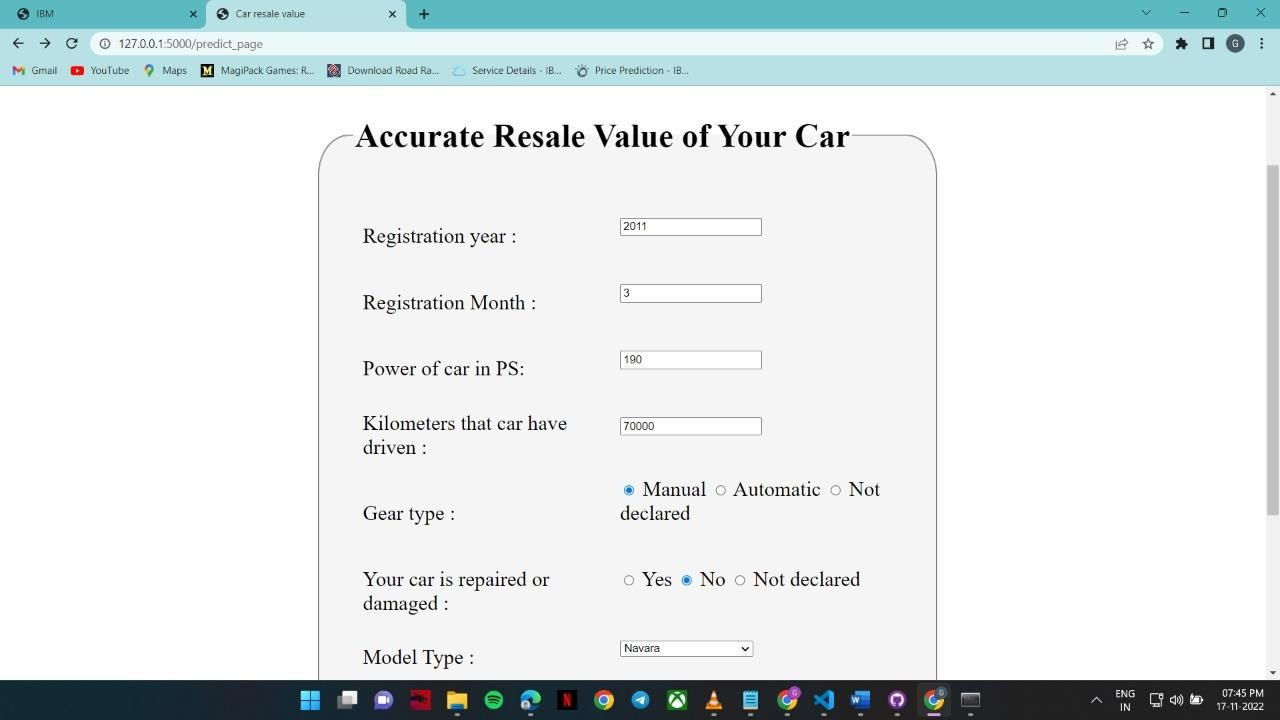 IBM
Car resale value
127.0.0.1:5000/predict_page
G
Gmail
YouTube
Maps
MagiPack Games: R...
Download Road Ra...
Service Details - IB...
Price Prediction - IB...
Accurate Resale Value of Your Car
Registration year :
2011
Registration Month :
3
Power of car in PS:
190
Kilometers that car have
driven :
70000
Gear type :
Manual Automatic Not
declared
Your car is repaired or
damaged :
Yes No Not declared
Model Type :
Navara
ENG
IN
07:45 PM
17-11-2022